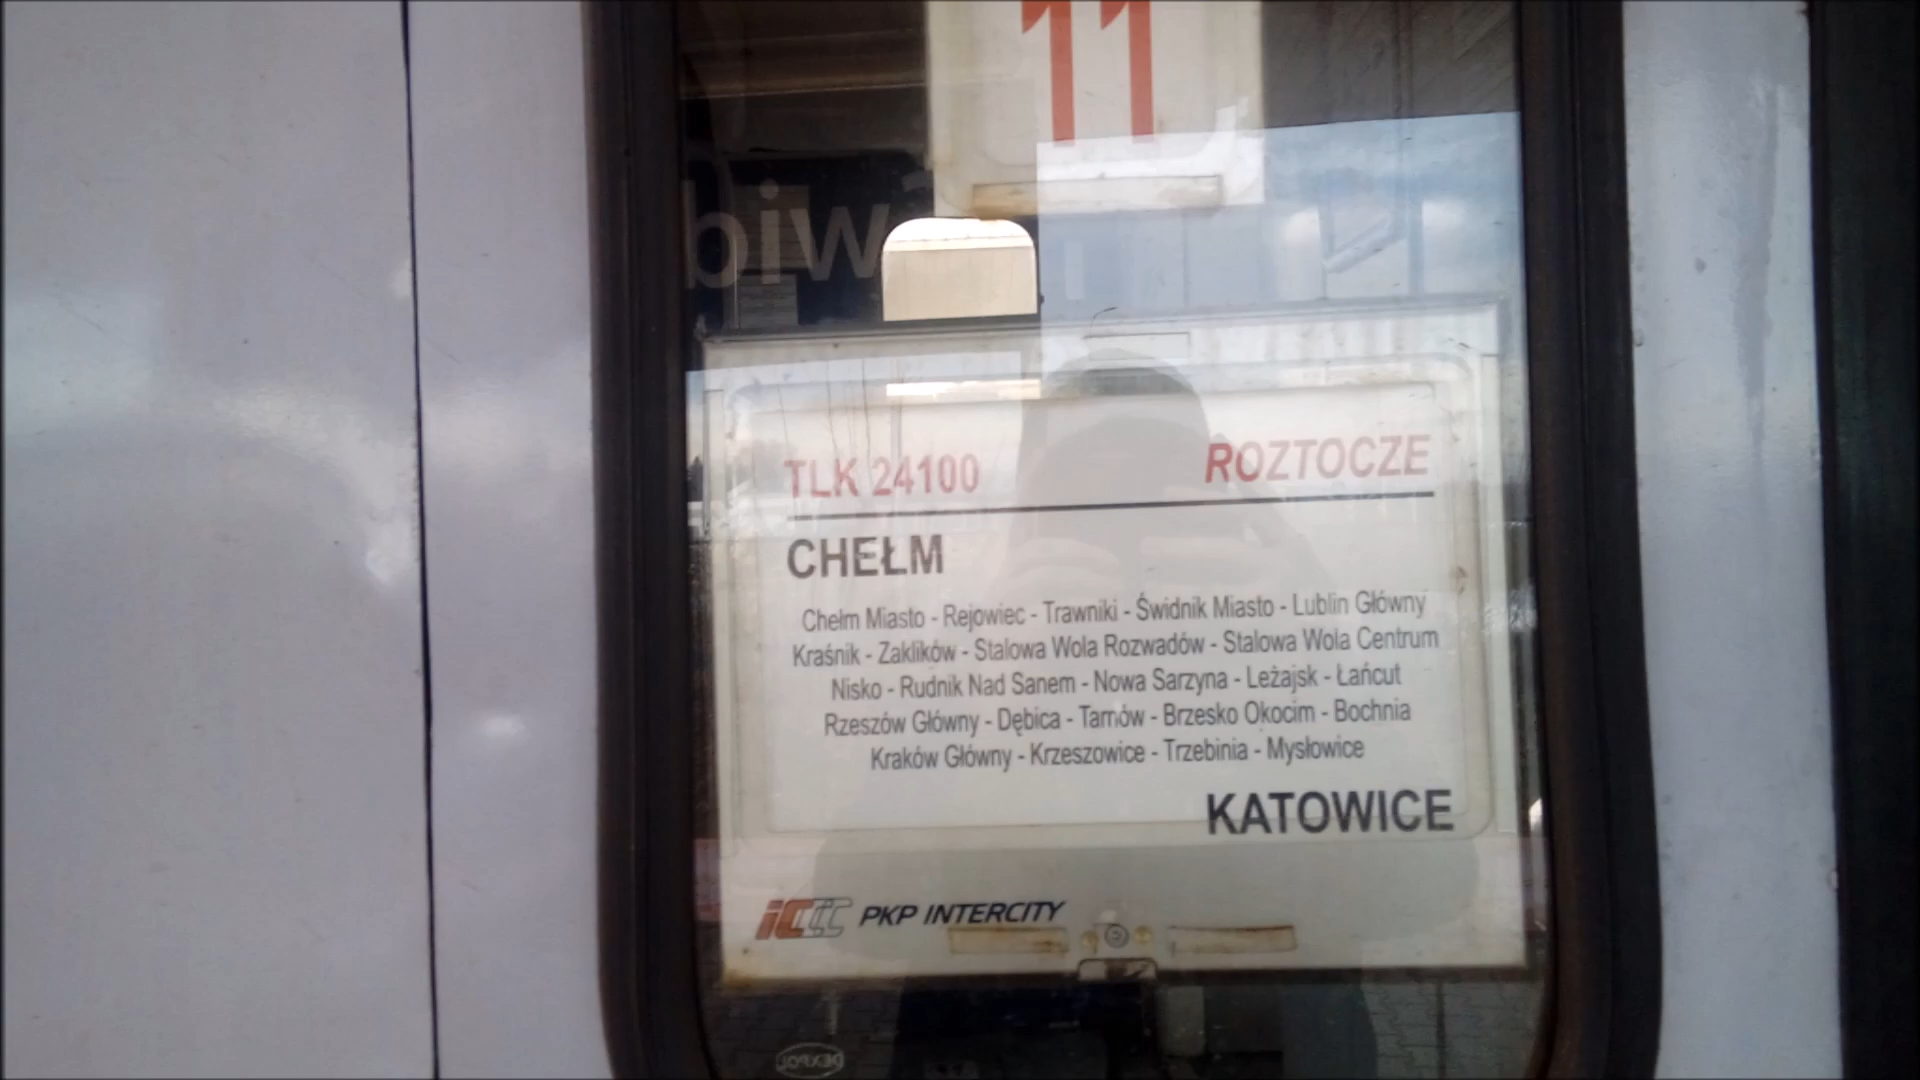 11
TLK 24100 ROZTOCZE
CHEŁM
Chełm Miasto - Rejowiec - Trawniki - Świdnik Miasto - Lublin Główny
Kraśnik - Zaklików - Stalowa Wola Rozwadów - Stalowa Wola Centrum
Nisko - Rudnik Nad Sanem - Nowa Sarzyna - Leżajsk - Łańcut
Rzeszów Główny - Dębica - Tarnów - Brzesko Okocim - Bochnia
Kraków Główny - Krzeszowice - Trzebinia - Mysłowice
KATOWICE
PKP INTERCITY
DEXPOL